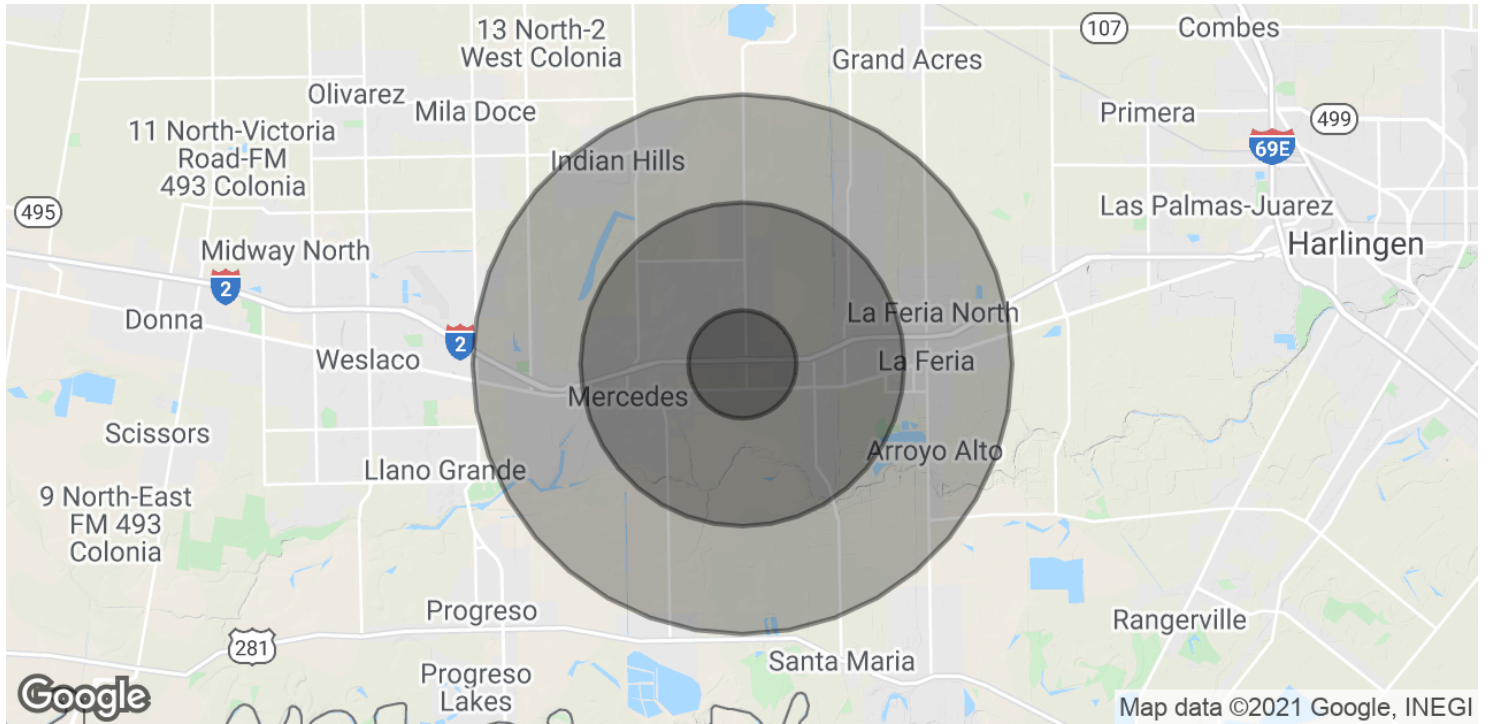 13 North-2
West Colonia
107
Combes
Grand Acres
Olivarez
Mila Doce
Primera
499
11 North-Victoria
Road-FM
493 Colonia
69E
Indian Hills
495
Las Palmas-Juarez
Midway North
Harlingen
2
Donna
La Feria North
2
Weslaco
La Feria
Mercedes
Scissors
Arroyo Alto
Llano Grande
9 North-East
FM 493
Colonia
Progreso
Rangerville
281
Santa Maria
Progreso
Lakes
Google
Map data ©2021 Google, INEGI